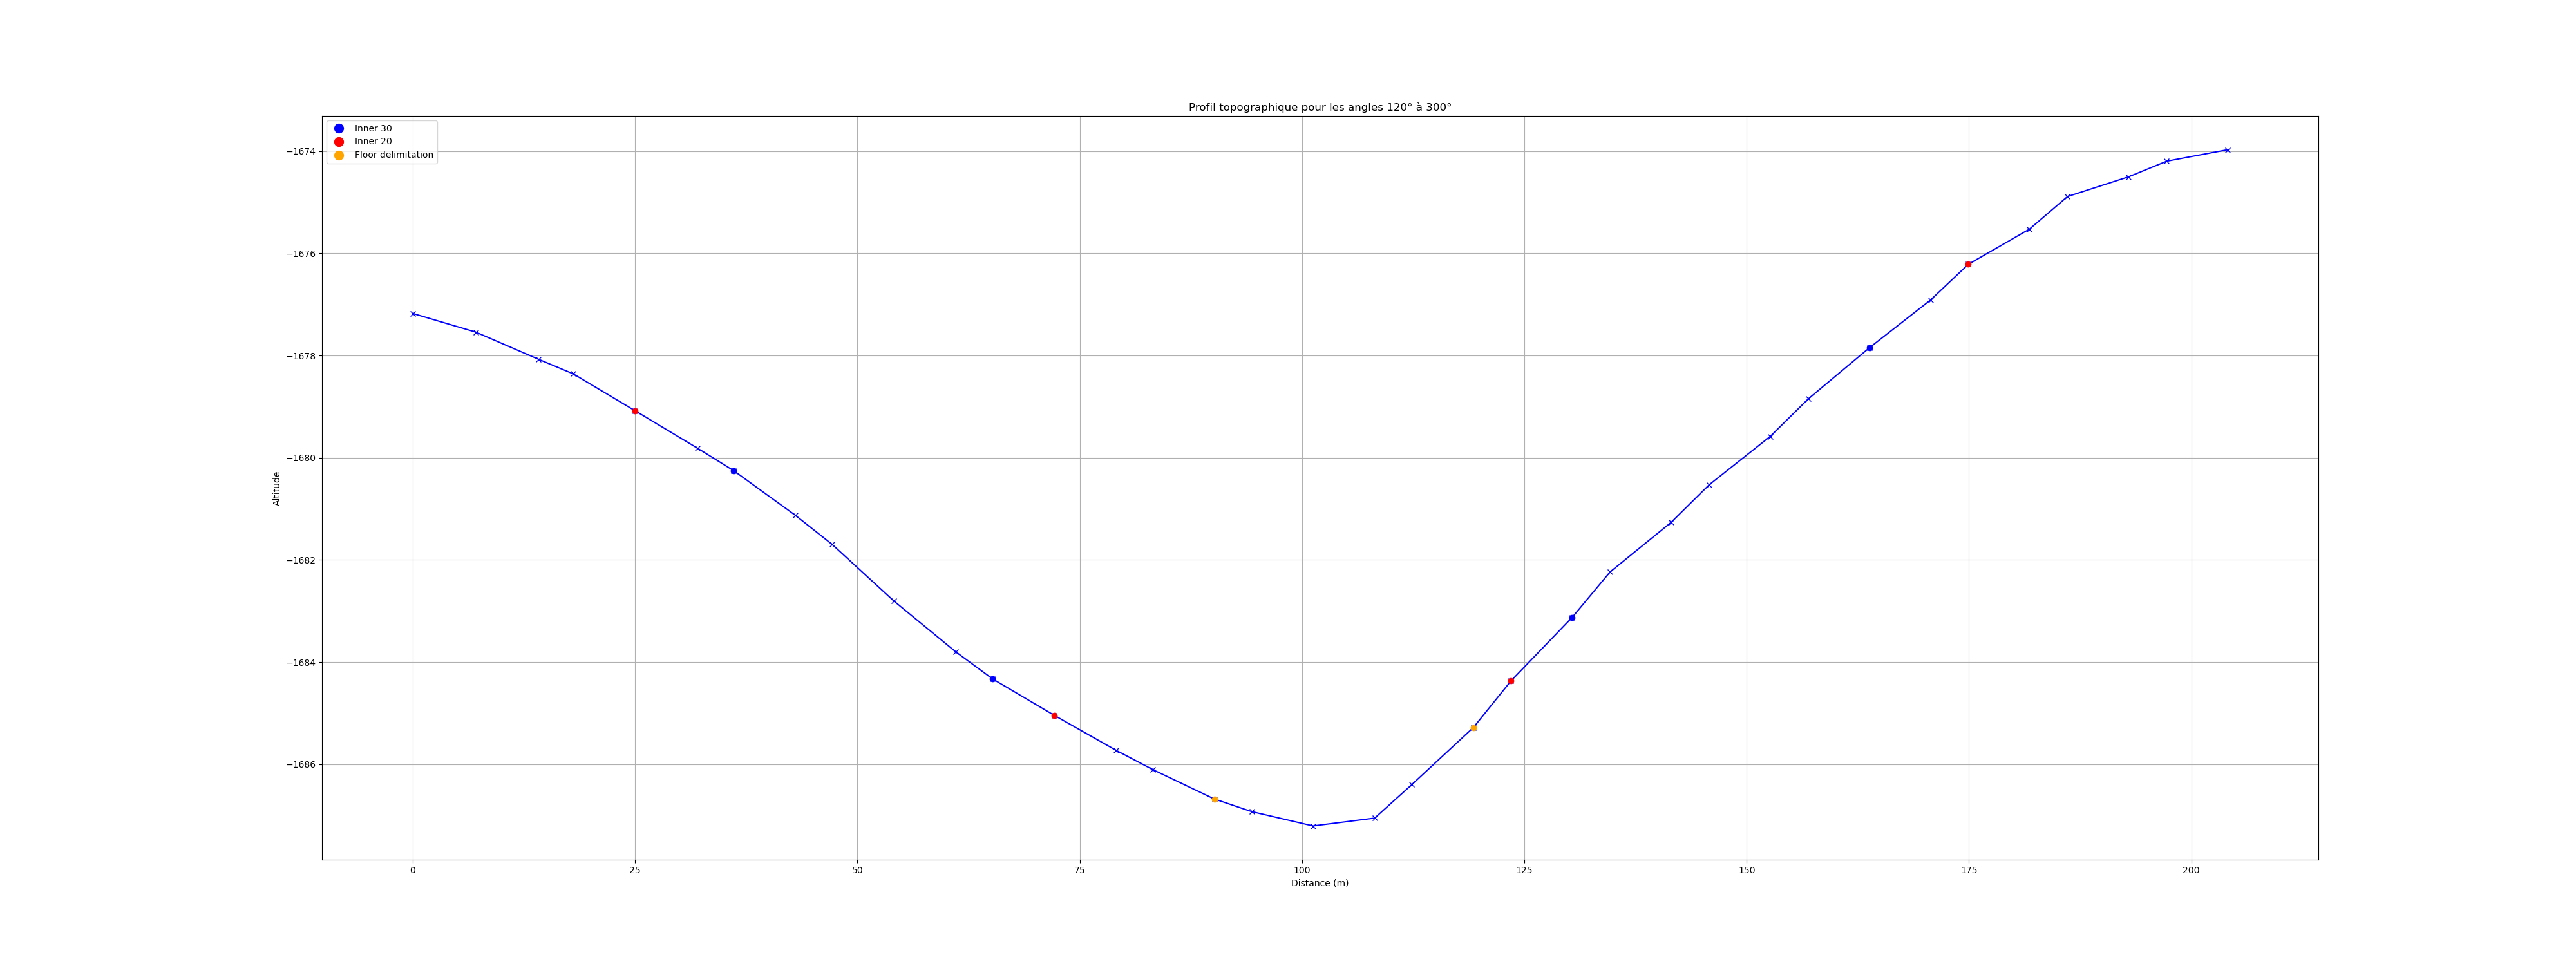 Profil topographique pour les angles 120° à 300°
Inner 30
Inner 20
Floor delimitation
−1674
−1676
−1678
−1680
−1682
−1684
−1686
Altitude
0 25 50 75 100 125 150 175 200
Distance (m)